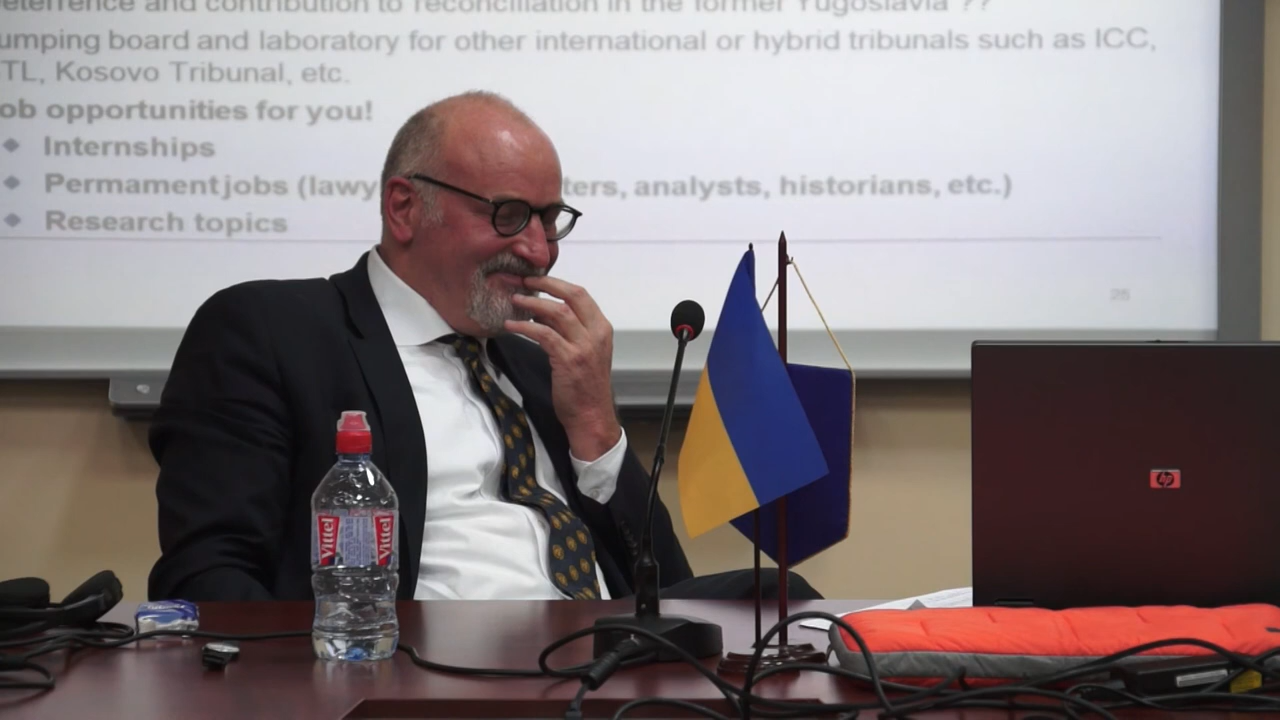 deterrence and contribution to reconciliation in the former Yugoslavia ??
umping board and laboratory for other international or hybrid tribunals such as ICC,
STL, Kosovo Tribunal, etc.
ob opportunities for you!
Internships
Permament jobs (lawy ters, analysts, historians, etc.)
Research topics
25
Vittel Vittel
hp